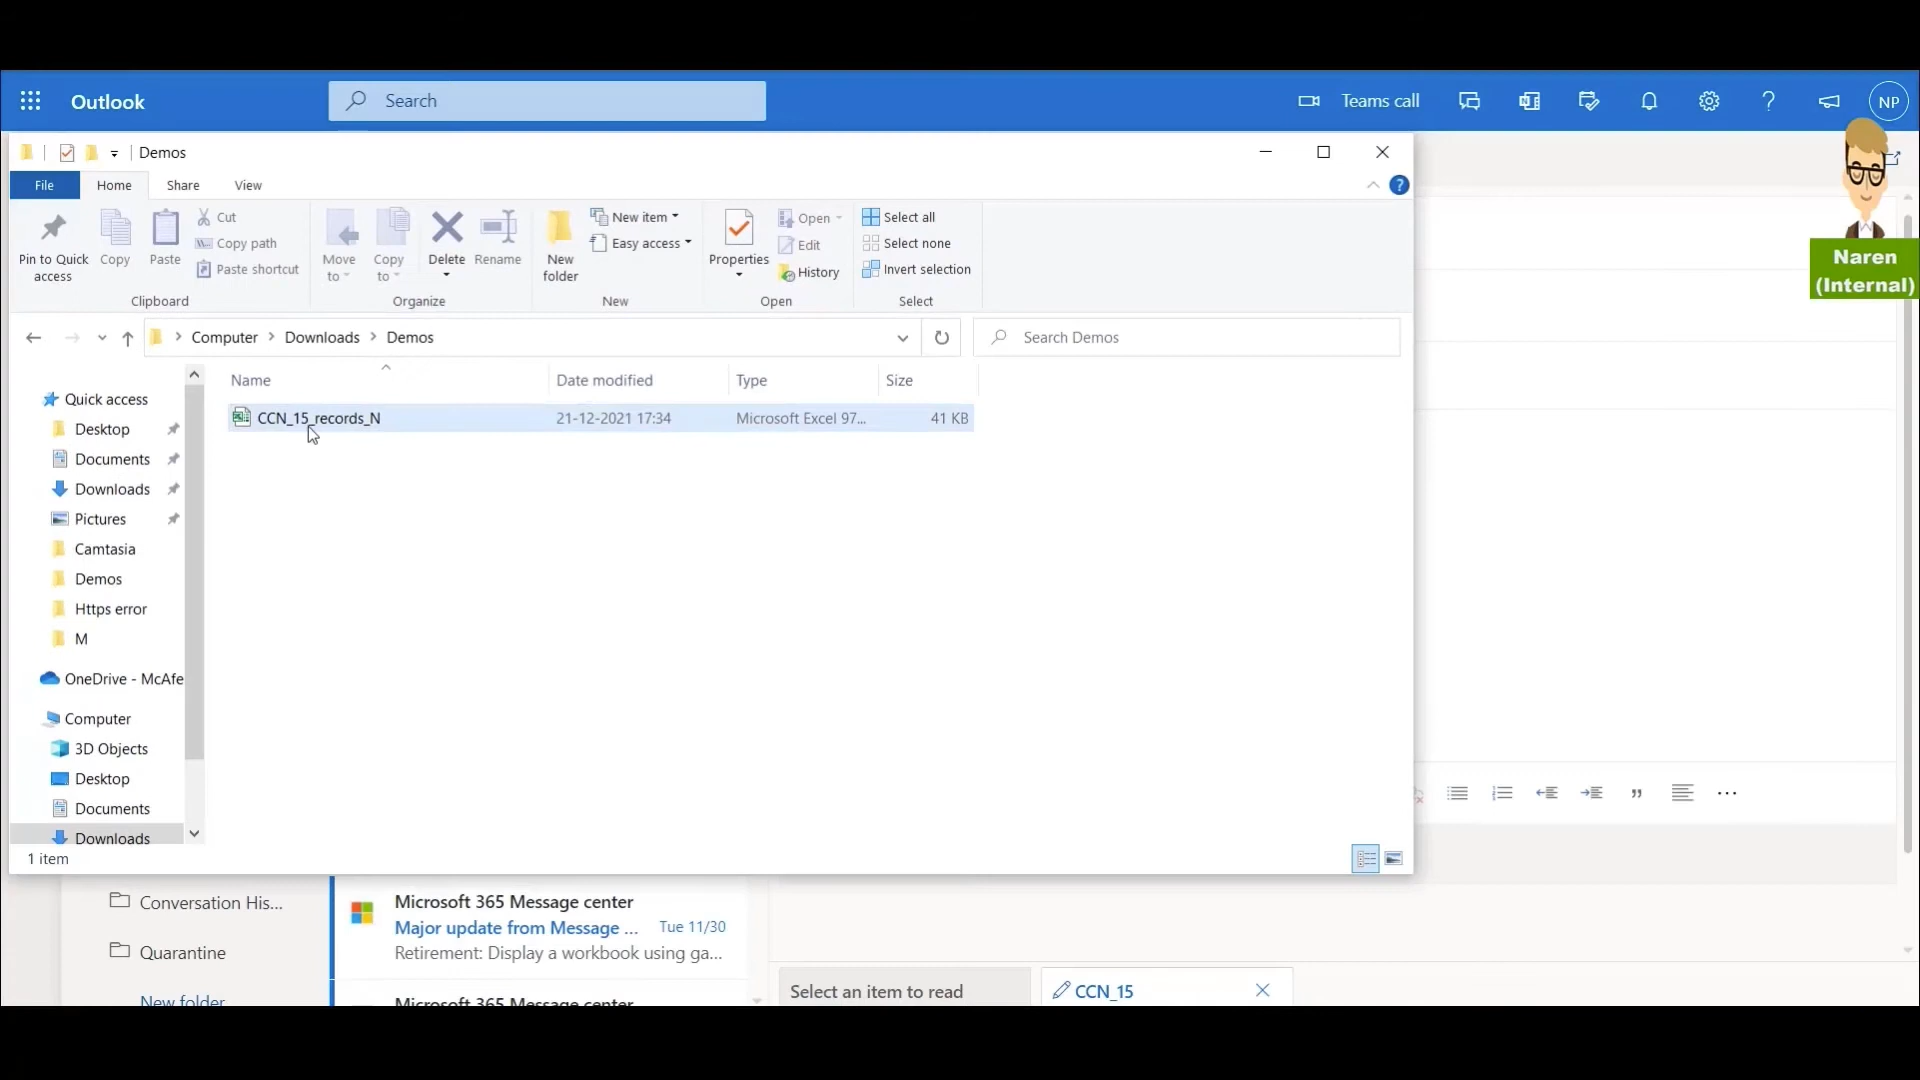 Outlook
Search
Teams call
NP
Demos
File
Home
Share
View
?
Naren
(Internal)
Pin to Quick
access
Copy
Paste
Cut
Copy path
Paste shortcut
Clipboard
Move
to
Copy
to
Delete
Rename
Organize
New
folder
New item
Easy access
New
Properties
Open
Edit
History
Open
Select all
Select none
Invert selection
Select
Computer
Downloads
Demos
Search Demos
Name
Date modified
Type
Size
CCN_15_records_N
21-12-2021 17:34
Microsoft Excel 97...
41 KB
Quick access
Desktop
Documents
Downloads
Pictures
Camtasia
Demos
Https error
M
OneDrive - McAfe
Computer
3D Objects
Desktop
Documents
Downloads
1 item
Conversation His...
Quarantine
New folder
Microsoft 365 Message center
Major update from Message ...
Tue 11/30
Retirement: Display a workbook using ga...
Microsoft 365 Message center
Select an item to read
CCN_15